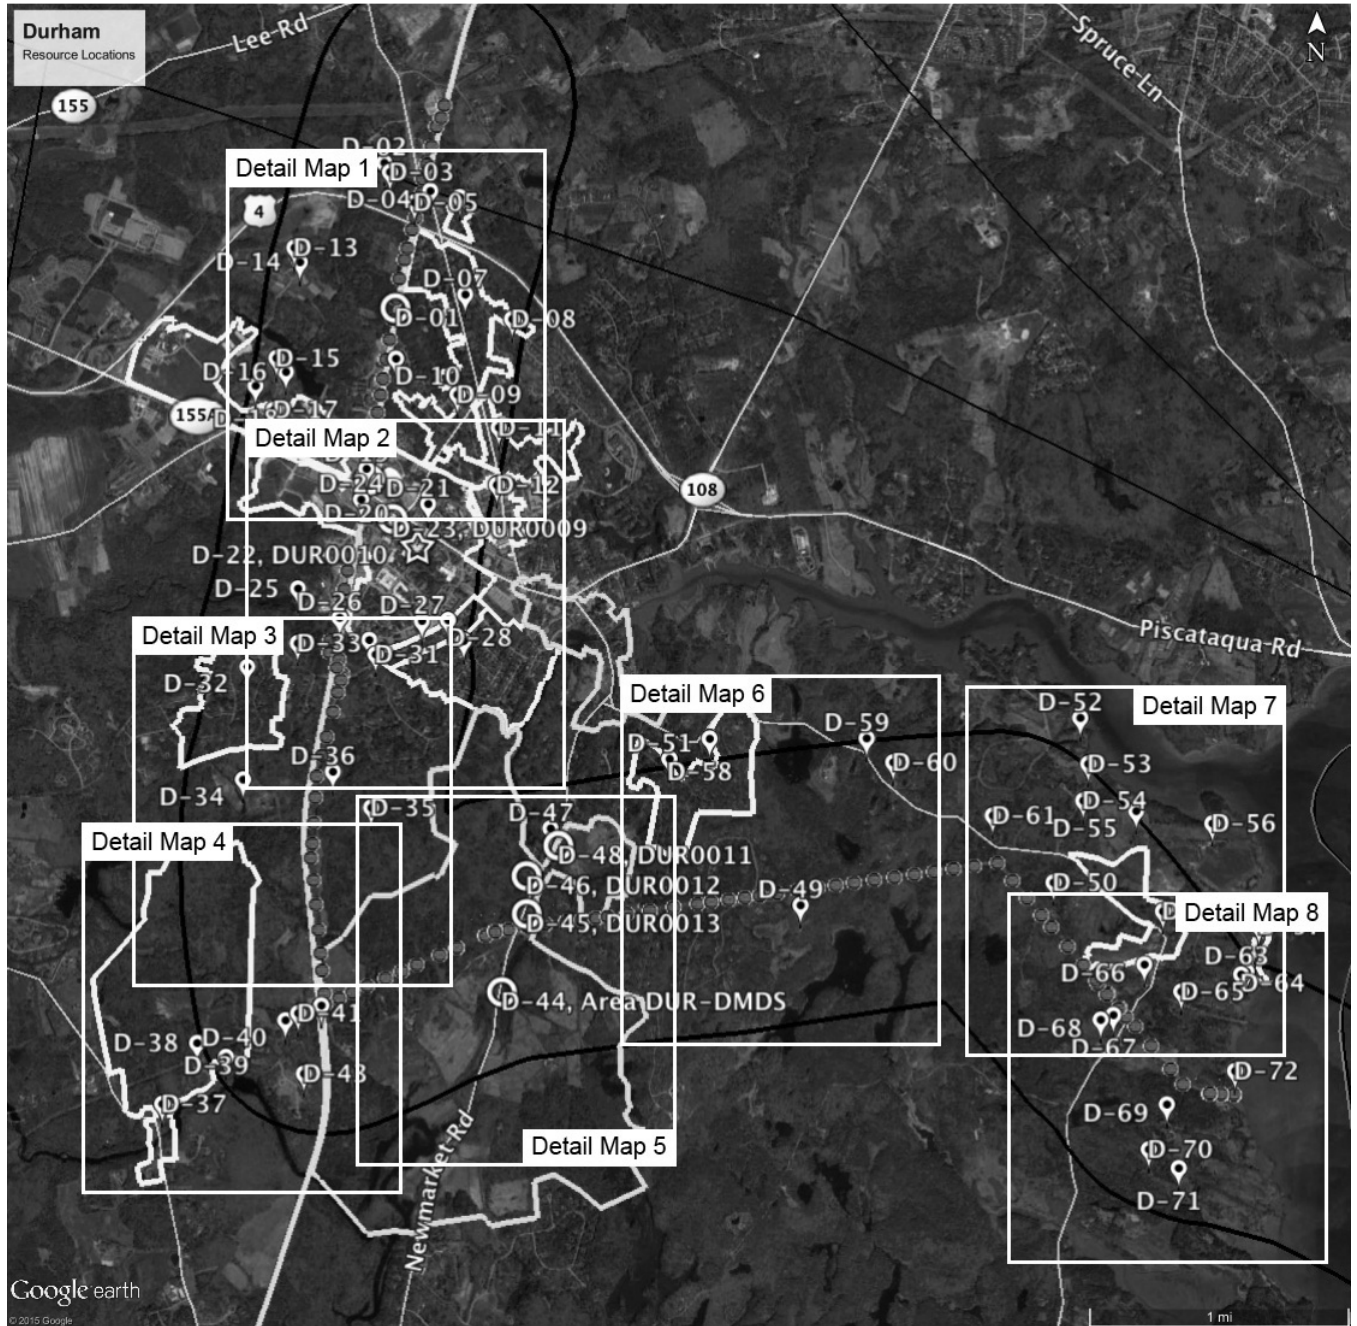 Durham
Resource Locations
Lee Rd
Spruce Ln
N
155
D-02
Detail Map 1
D-03
D-04
D-05
4
D-13
D-14
D-07
D-01
D-08
D-15
D-16
D-10
D-09
155A
D-17
D-11
Detail Map 2
D-24
D-21
D-12
108
D-20
D-23, DUR0009
D-22, DUR0010
D-25
D-26
D-27
D-28
Detail Map 3
D-33
D-31
Piscataqua Rd
D-32
Detail Map 6
Detail Map 7
D-52
D-59
D-51
D-58
D-60
D-53
D-36
D-34
D-35
D-47
D-54
D-55
D-61
D-56
Detail Map 4
D-48, DUR0011
D-46, DUR0012
D-49
D-50
D-45, DUR0013
Detail Map 8
D-63
D-66
D-64
D-65
D-44, Area DUR-DMDS
D-41
D-38
D-40
D-39
D-68
D-67
D-43
D-72
D-37
D-69
Detail Map 5
D-70
D-71
Newmarket Rd
Google earth
© 2015 Google
1 mi